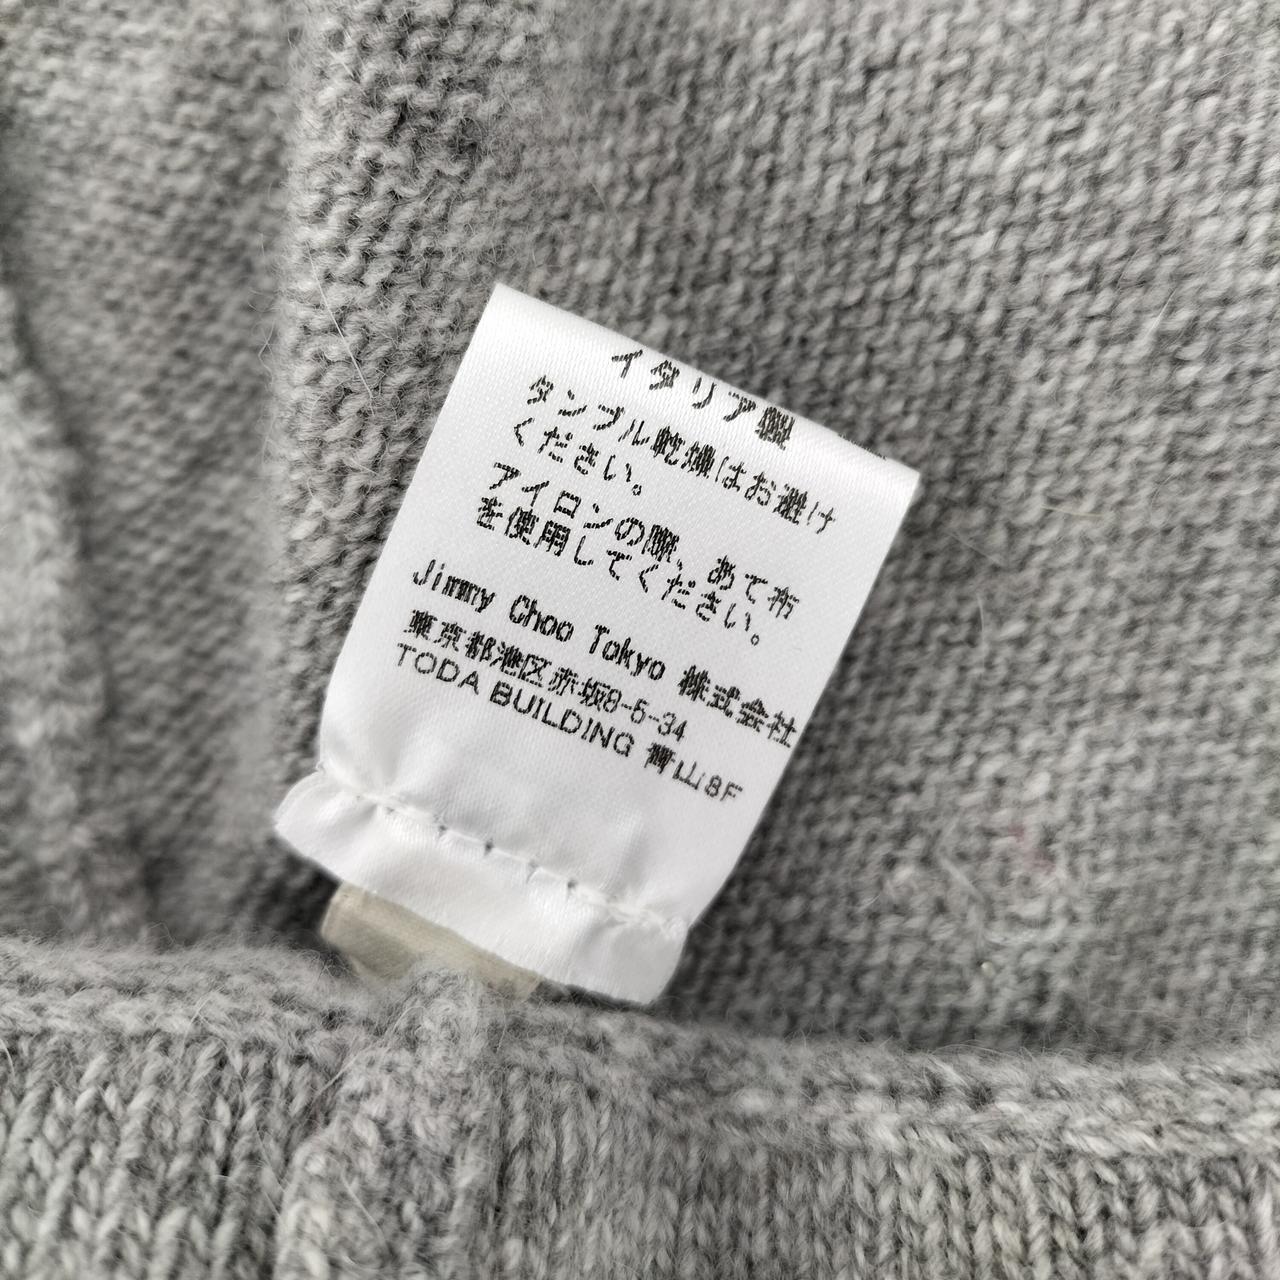 イタリア製
タンブル乾燥はお避け
ください。
アイロンの際、あて布
を使用してください。
Jimmy Choo Tokyo 株式会社
東京都港区赤坂8-5-34
TODA BUILDING 青山8F